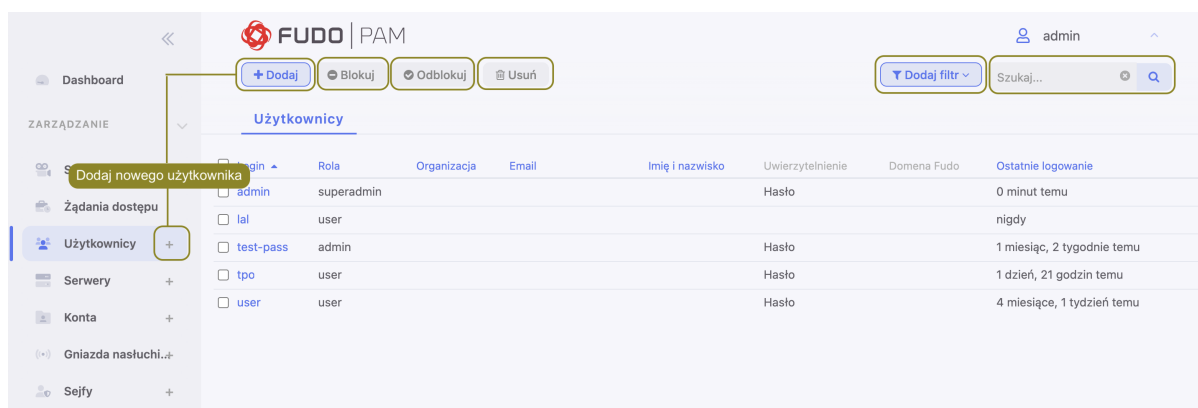 FUDO | PAM
admin
+ Dodaj
Blokuj
Odblokuj
Usuń
Dodaj filtr
Szukaj...
Dashboard
ZARZĄDZANIE
Użytkownicy
Dodaj nowego użytkownika
Żądania dostępu
Użytkownicy +
Serwery +
Konta +
Gniazda nasłuchi..+
Sejfy +
Login Rola Organizacja Email Imię i nazwisko Uwierzytelnienie Domena Fudo Ostatnie logowanie
admin superadmin Hasło 0 minut temu
lal user nigdy
test-pass admin Hasło 1 miesiąc, 2 tygodnie temu
tpo user Hasło 1 dzień, 21 godzin temu
user user Hasło 4 miesiące, 1 tydzień temu